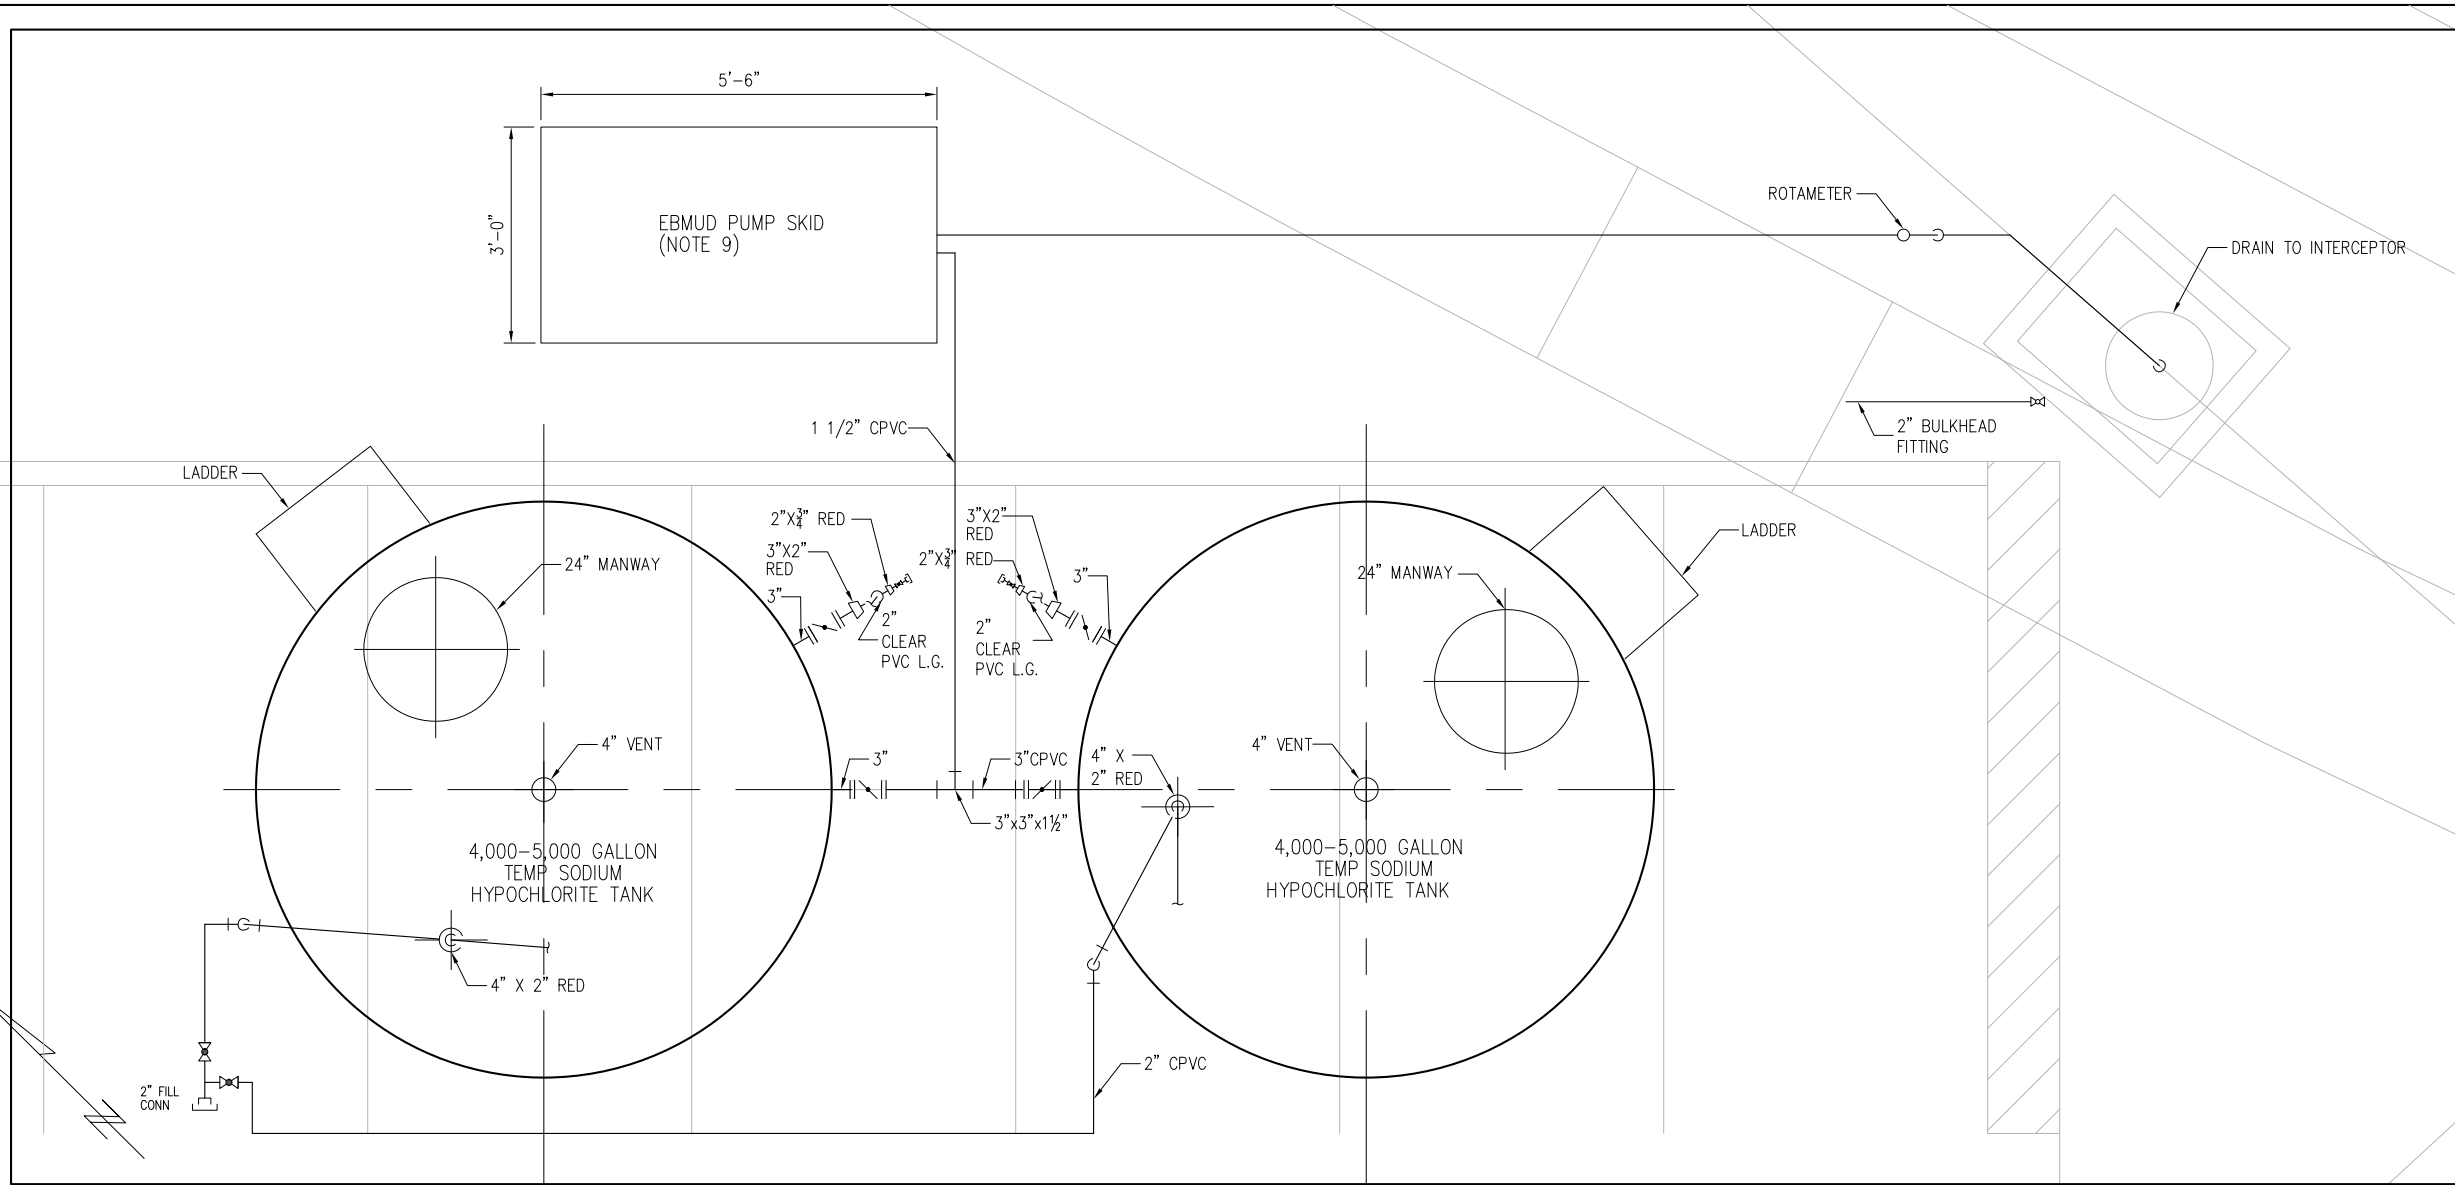 5'-6"
3'-0"
EBMUD PUMP SKID
(NOTE 9)
ROTAMETER
DRAIN TO INTERCEPTOR
2" BULKHEAD
FITTING
1 1/2" CPVC
LADDER
24" MANWAY
2"X3/4" RED
3"X2"
RED
3"
2"
CLEAR
PVC L.G.
3"X2"
RED
2"X3/4" RED
3"
2"
CLEAR
PVC L.G.
LADDER
24" MANWAY
4" VENT
3"
3"CPVC
4" X
2" RED
4" VENT
3"x3"x1½"
4,000-5,000 GALLON
TEMP SODIUM
HYPOCHLORITE TANK
4,000-5,000 GALLON
TEMP SODIUM
HYPOCHLORITE TANK
4" X 2" RED
2" FILL
CONN
2" CPVC